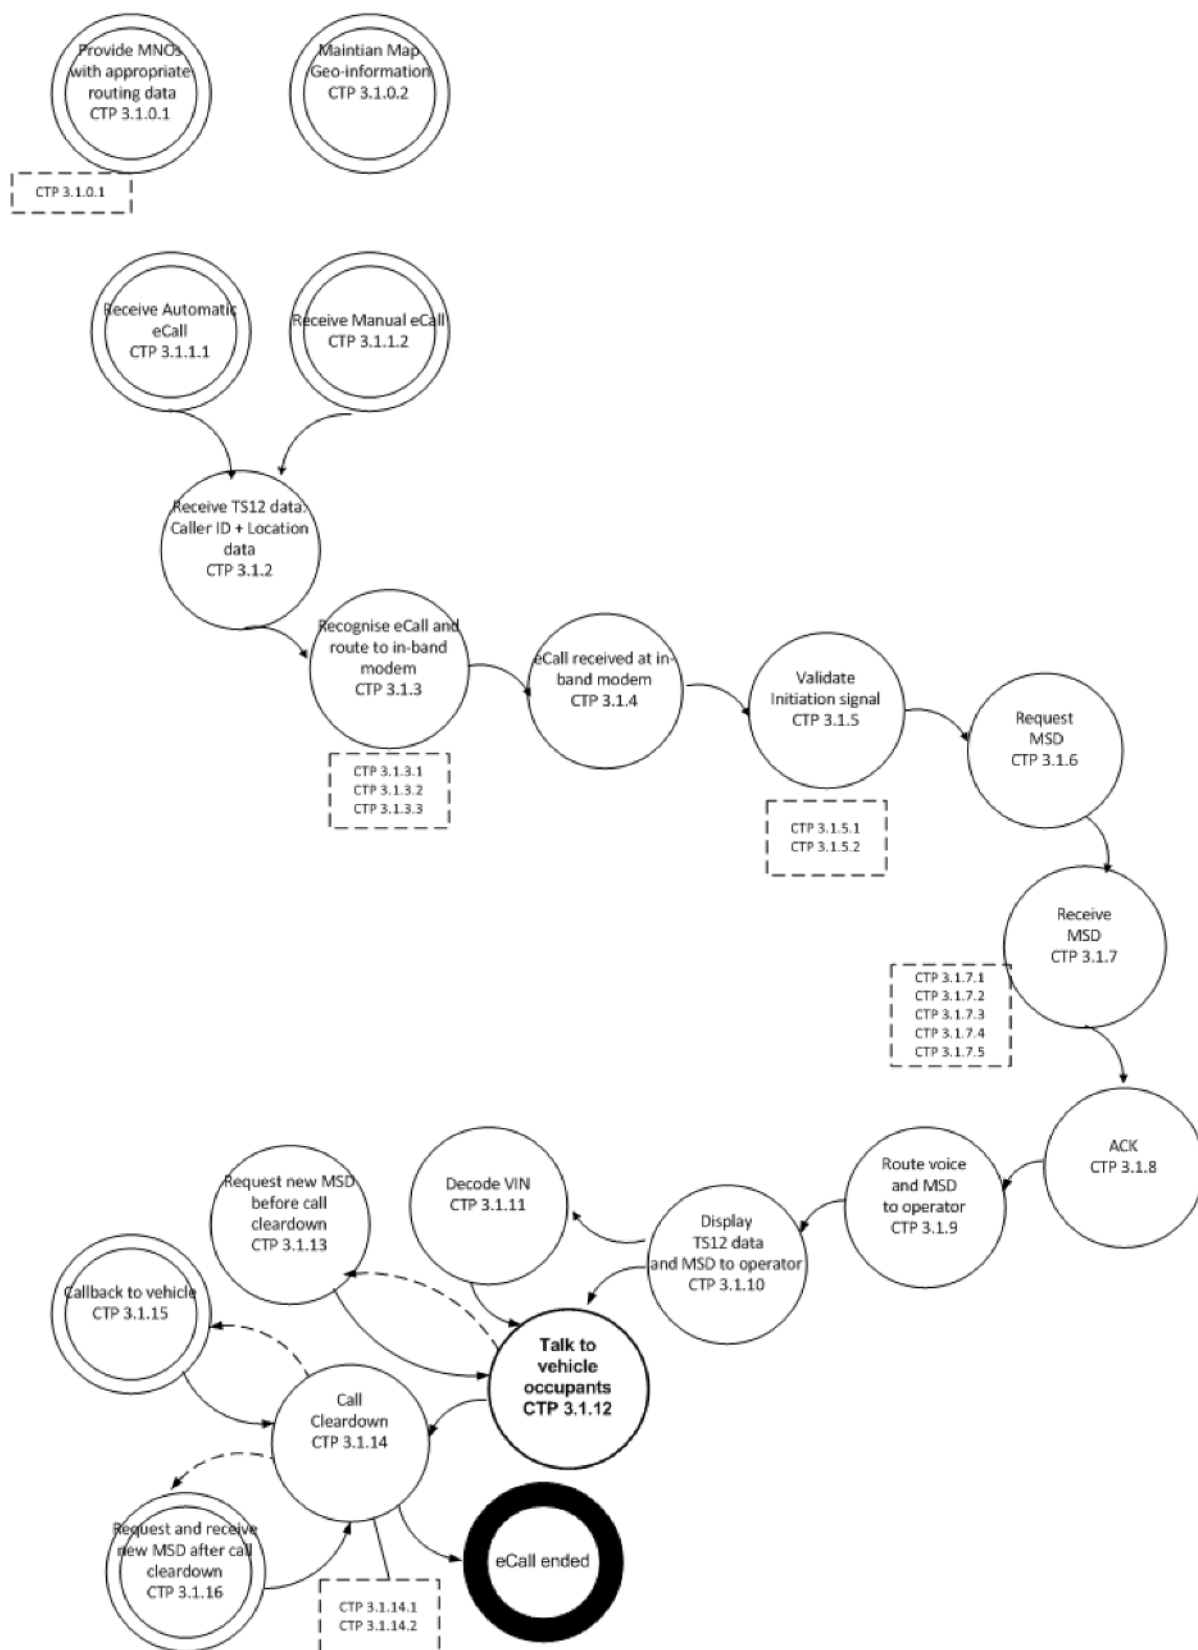 Provide MNOs
with appropriate
routing data
CTP 3.1.0.1
Maintian Map
Geo-information
CTP 3.1.0.2
CTP 3.1.0.1
Receive Automatic
eCall
CTP 3.1.1.1
Receive Manual eCall
CTP 3.1.1.2
Receive TS12 data:
Caller ID + Location
data
CTP 3.1.2
Recognise eCall and
route to in-band
modem
CTP 3.1.3
CTP 3.1.3.1
CTP 3.1.3.2
CTP 3.1.3.3
eCall received at in-
band modem
CTP 3.1.4
Validate
Initiation signal
CTP 3.1.5
CTP 3.1.5.1
CTP 3.1.5.2
Request
MSD
CTP 3.1.6
Receive
MSD
CTP 3.1.7
CTP 3.1.7.1
CTP 3.1.7.2
CTP 3.1.7.3
CTP 3.1.7.4
CTP 3.1.7.5
ACK
CTP 3.1.8
Route voice
and MSD
to operator
CTP 3.1.9
Display
TS12 data
and MSD to operator
CTP 3.1.10
Decode VIN
CTP 3.1.11
Talk to
vehicle
occupants
CTP 3.1.12
Request new MSD
before call
cleardown
CTP 3.1.13
Call
Cleardown
CTP 3.1.14
Callback to vehicle
CTP 3.1.15
Request and receive
new MSD after call
cleardown
CTP 3.1.16
CTP 3.1.14.1
CTP 3.1.14.2
eCall ended